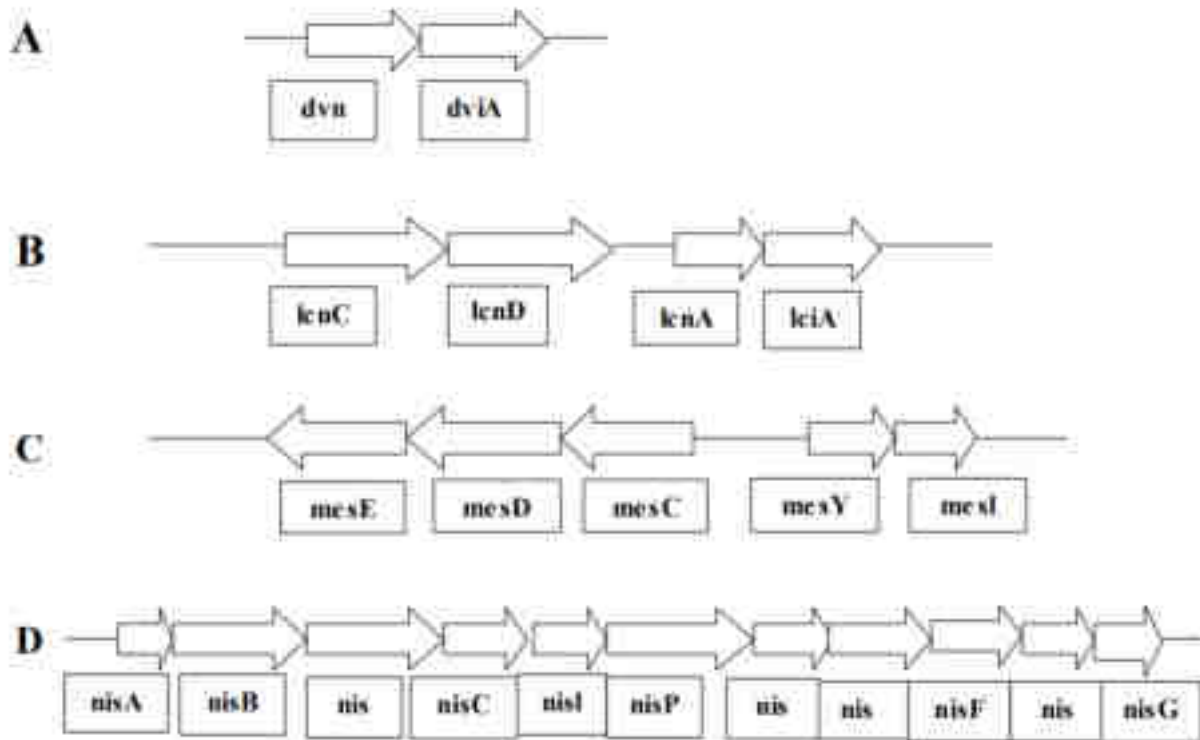 A
dvn dviA
B
lcnC lcnD lcnA lciA
C
mesE mesD mesC mesY mesI
D
nisA nisB nis nisC nisI nisP nis nis nisF nis nisG